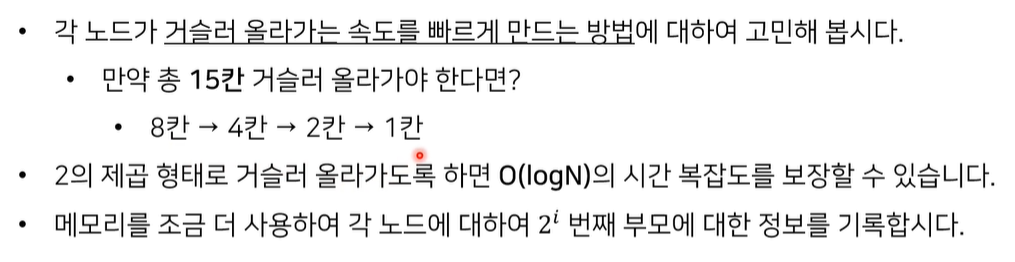 • 각 노드가 거슬러 올라가는 속도를 빠르게 만드는 방법에 대하여 고민해 봅시다.
• 만약 총 15칸 거슬러 올라가야 한다면?
• 8칸 → 4칸 → 2칸 → 1칸
• 2의 제곱 형태로 거슬러 올라가도록 하면 O(logN)의 시간 복잡도를 보장할 수 있습니다.
• 메모리를 조금 더 사용하여 각 노드에 대하여 2ⁱ 번째 부모에 대한 정보를 기록합시다.